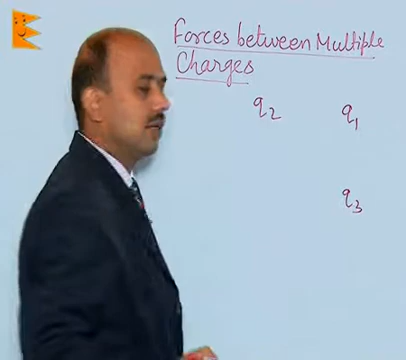 Forces between Multiple
Charges
q₂ q₁
q₃